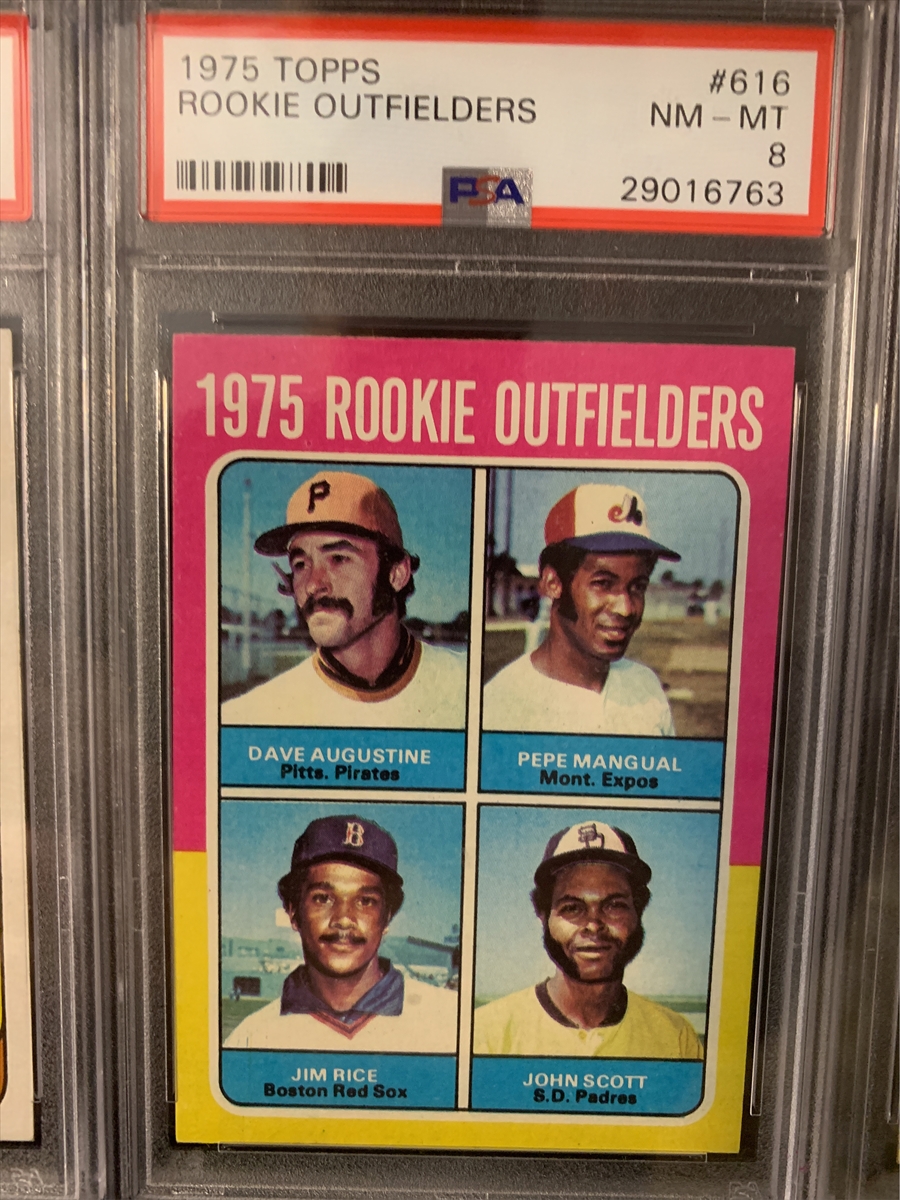 1975 TOPPS #616
ROOKIE OUTFIELDERS NM - MT
8
PSA 29016763
1975 ROOKIE OUTFIELDERS
P
DAVE AUGUSTINE
Pitts. Pirates
PEPE MANGUAL
Mont. Expos
B
SD
JIM RICE
Boston Red Sox
JOHN SCOTT
S.D. Padres